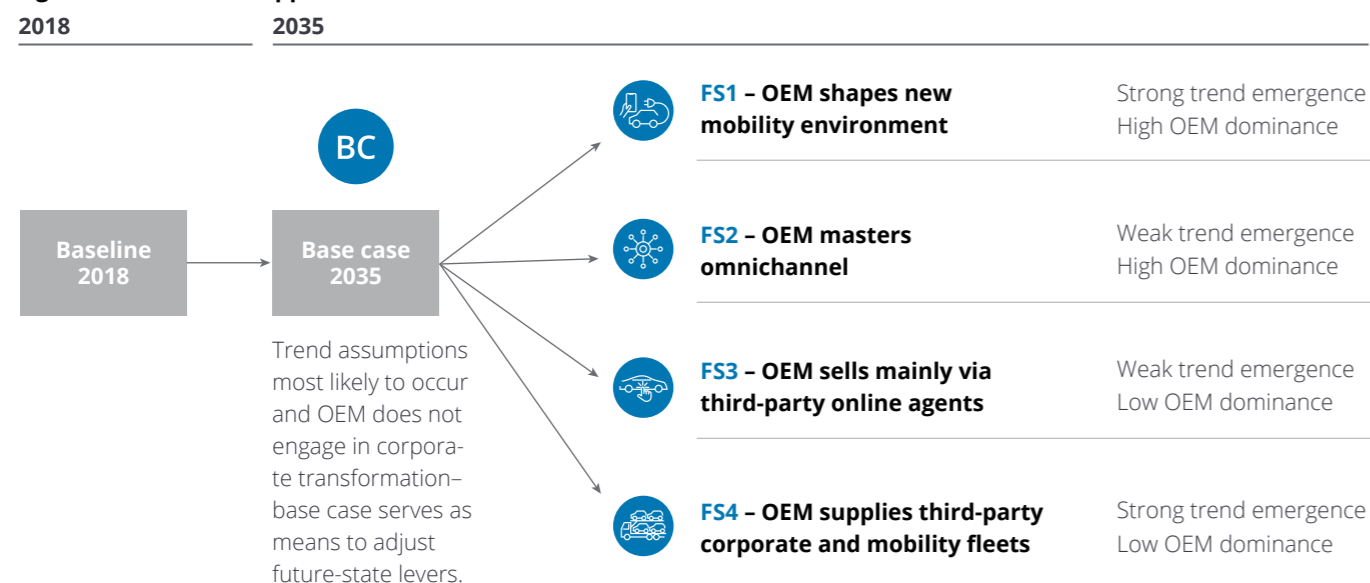 2018
2035
BC
Baseline
2018
Base case
2035
Trend assumptions
most likely to occur
and OEM does not
engage in corpora-
te transformation–
base case serves as
means to adjust
future-state levers.
FS1 – OEM shapes new
mobility environment
Strong trend emergence
High OEM dominance
FS2 – OEM masters
omnichannel
Weak trend emergence
High OEM dominance
FS3 – OEM sells mainly via
third-party online agents
Weak trend emergence
Low OEM dominance
FS4 – OEM supplies third-party
corporate and mobility fleets
Strong trend emergence
Low OEM dominance